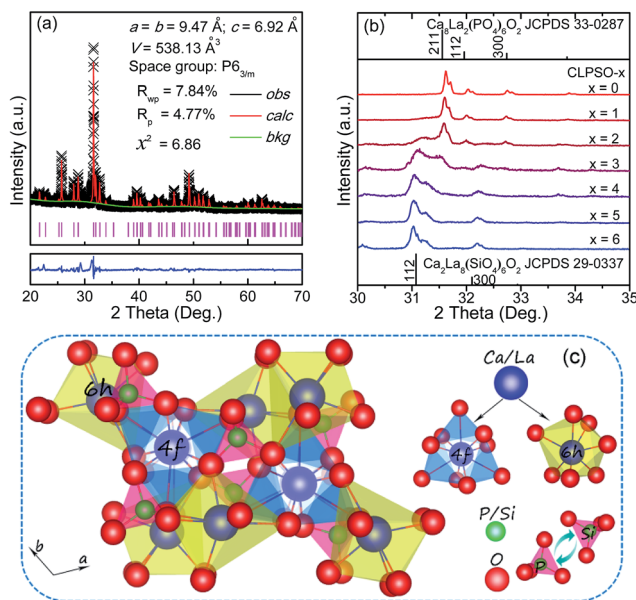 (a)
a = b = 9.47 Å; c = 6.92 Å
V = 538.13 Å³
Space group: P6₃/m
Rwp = 7.84%
Rp = 4.77%
χ² = 6.86
obs
calc
bkg
Intensity (a.u.)
20 30 40 50 60 70
2 Theta (Deg.)
(b)
Ca₈La₂(PO₄)₆O₂ JCPDS 33-0287
211
112
300
CLPSO-x
x = 0
x = 1
x = 2
x = 3
x = 4
x = 5
x = 6
112
Ca₂La₈(SiO₄)₆O₂ JCPDS 29-0337
300
Intensity (a.u.)
30 31 32 33 34 35
2 Theta (Deg.)
(c)
6h
4f
Ca/La
4f
6h
P/Si
O
Si
P
b
a